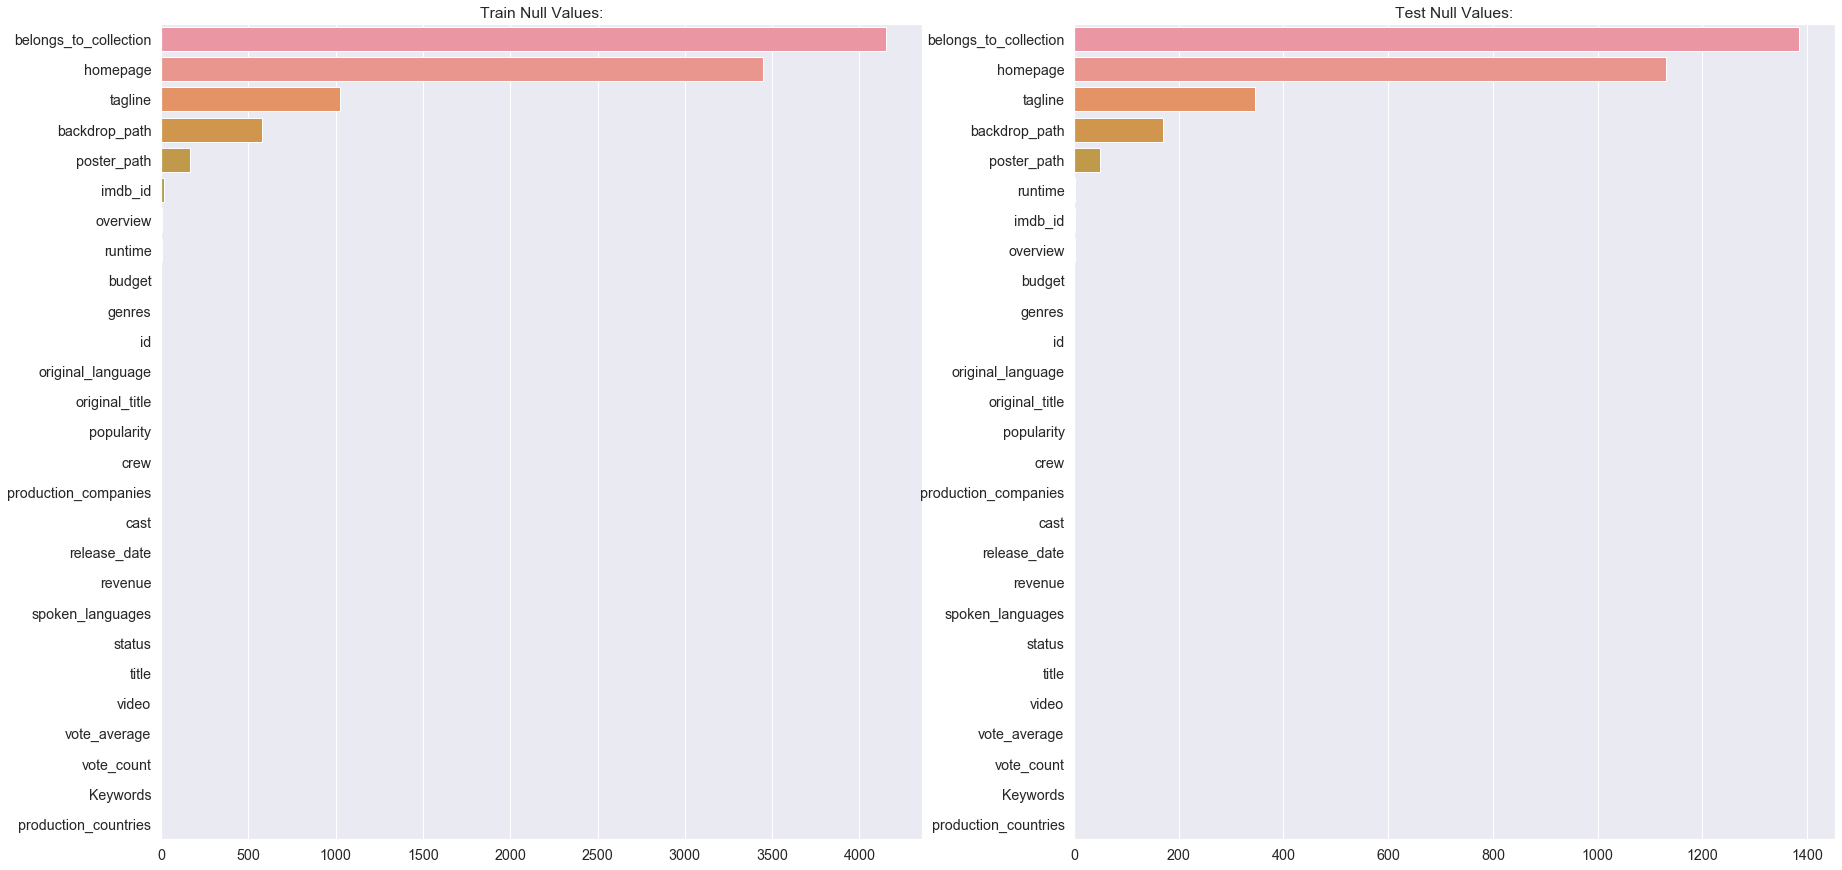 Train Null Values:
belongs_to_collection
homepage
tagline
backdrop_path
poster_path
imdb_id
overview
runtime
budget
genres
id
original_language
original_title
popularity
crew
production_companies
cast
release_date
revenue
spoken_languages
status
title
video
vote_average
vote_count
Keywords
production_countries
0 500 1000 1500 2000 2500 3000 3500 4000
Test Null Values:
belongs_to_collection
homepage
tagline
backdrop_path
poster_path
runtime
imdb_id
overview
budget
genres
id
original_language
original_title
popularity
crew
production_companies
cast
release_date
revenue
spoken_languages
status
title
video
vote_average
vote_count
Keywords
production_countries
0 200 400 600 800 1000 1200 1400